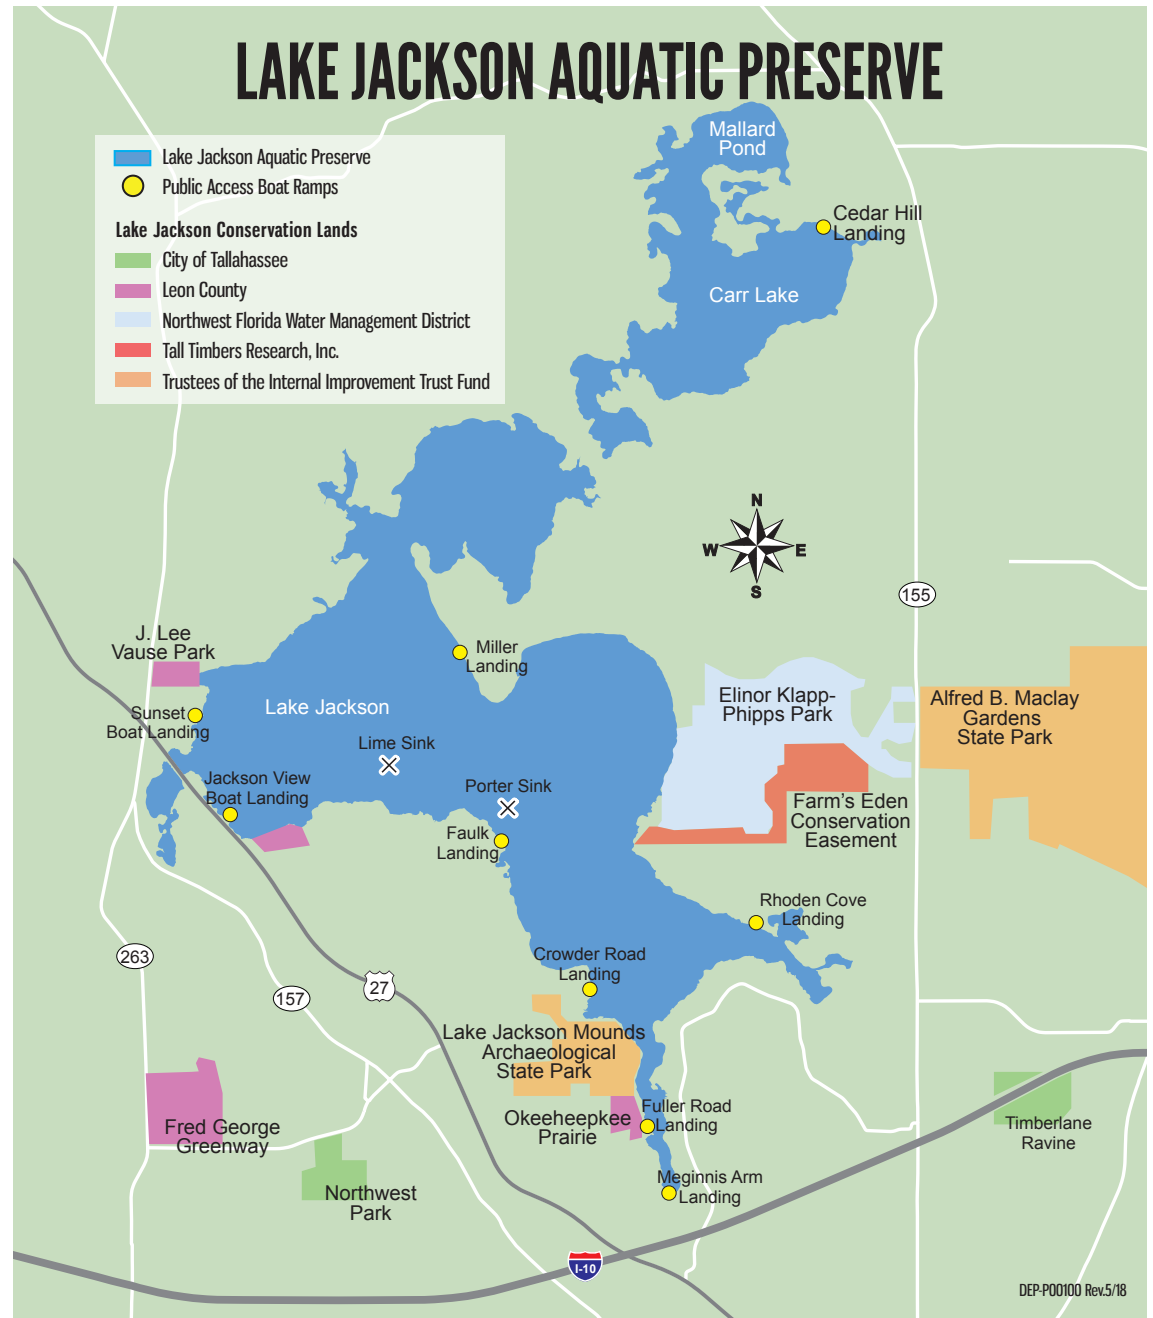 LAKE JACKSON AQUATIC PRESERVE
Lake Jackson Aquatic Preserve
Public Access Boat Ramps
Lake Jackson Conservation Lands
City of Tallahassee
Leon County
Northwest Florida Water Management District
Tall Timbers Research, Inc.
Trustees of the Internal Improvement Trust Fund
Mallard
Pond
Cedar Hill
Landing
Carr Lake
N
W
E
S
155
J. Lee
Vause Park
Miller
Landing
Sunset
Boat Landing
Lake Jackson
Lime Sink
Elinor Klapp-
Phipps Park
Alfred B. Maclay
Gardens
State Park
Jackson View
Boat Landing
Porter Sink
Faulk
Landing
Farm's Eden
Conservation
Easement
Rhoden Cove
Landing
263
157
27
Crowder Road
Landing
Lake Jackson Mounds
Archaeological
State Park
Okeeheepkee
Prairie
Fuller Road
Landing
Fred George
Greenway
Timberlane
Ravine
Northwest
Park
Meginnis Arm
Landing
I-10
DEP-P00100 Rev.5/18